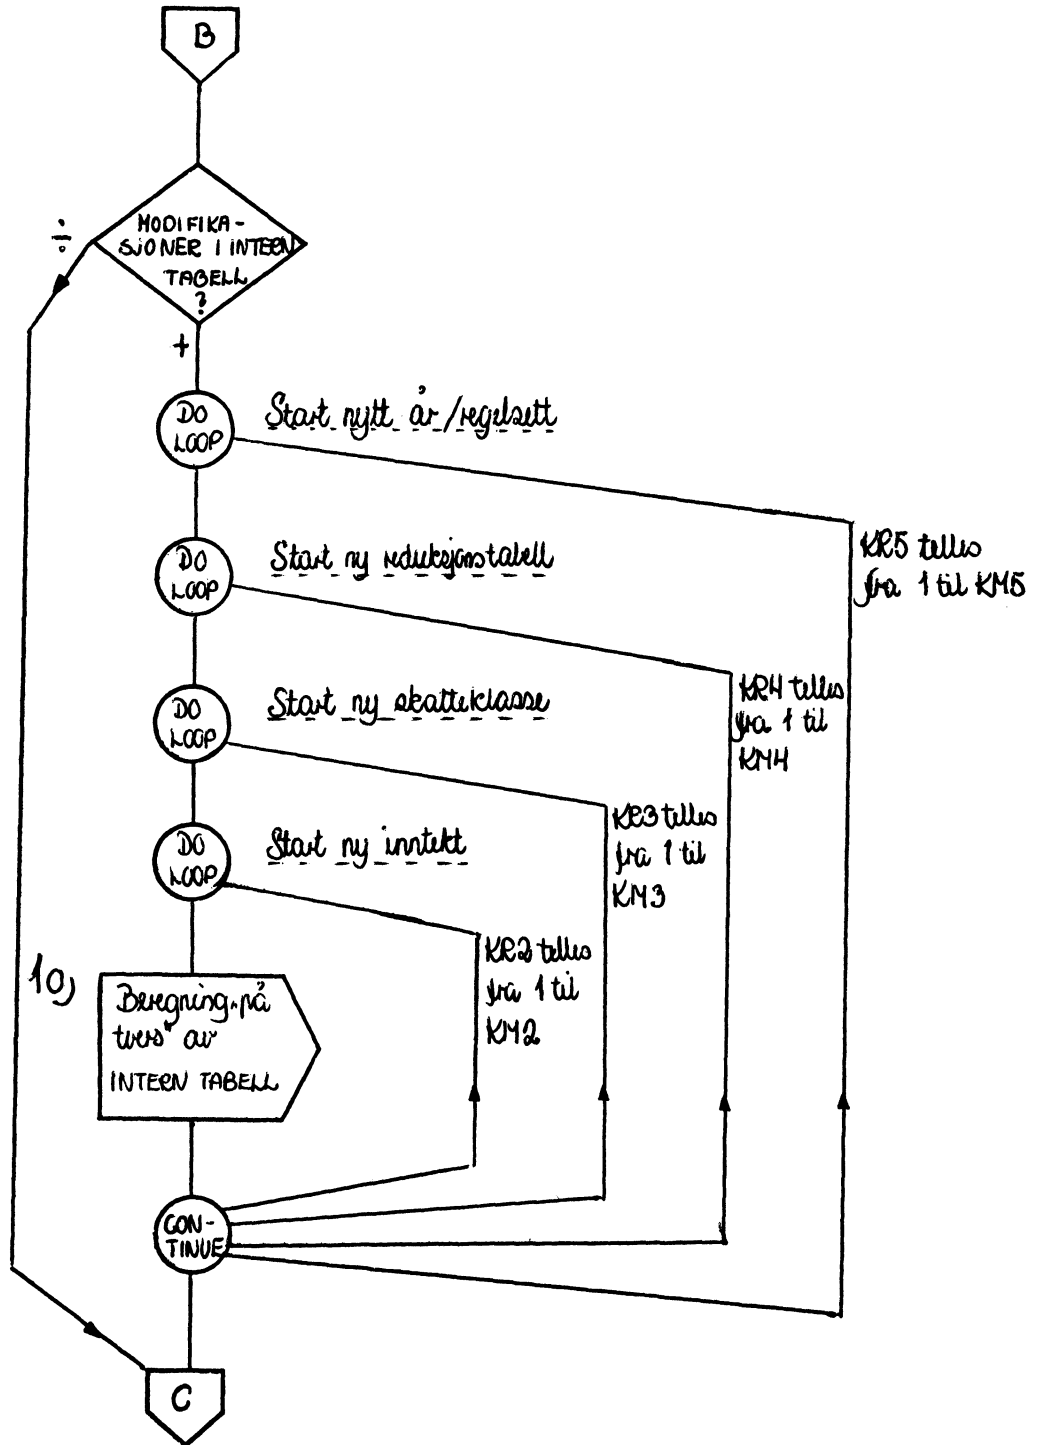 B
MODIFIKA-
SJONER I INTERN
TABELL
?
÷
+
DO
LOOP
Start nytt år/regelsett
KR5 telles
fra 1 til KM5
DO
LOOP
Start ny reduksjonstabell
KR4 telles
fra 1 til
KM4
DO
LOOP
Start ny skatteklasse
KR3 telles
fra 1 til
KM3
DO
LOOP
Start ny inntekt
KR2 telles
fra 1 til
KM2
10)
Beregning „på
tvers" av
INTERN TABELL
CON-
TINUE
C